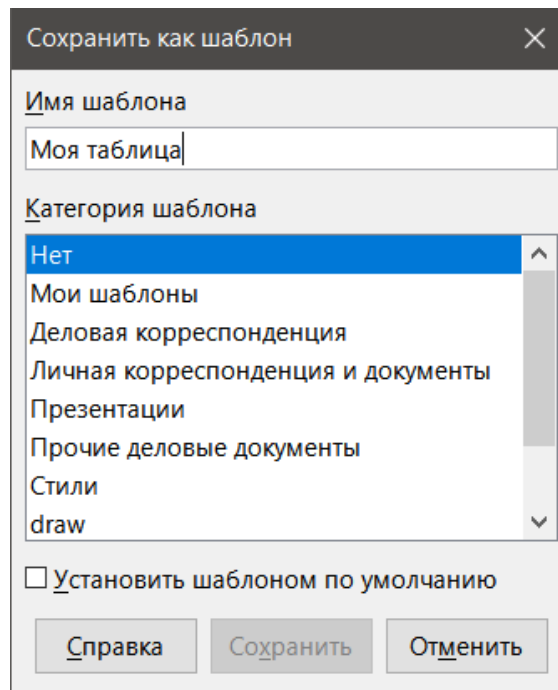 Сохранить как шаблон
Имя шаблона
Моя таблица
Категория шаблона
Нет
Мои шаблоны
Деловая корреспонденция
Личная корреспонденция и документы
Презентации
Прочие деловые документы
Стили
draw
Установить шаблоном по умолчанию
Справка Сохранить Отменить